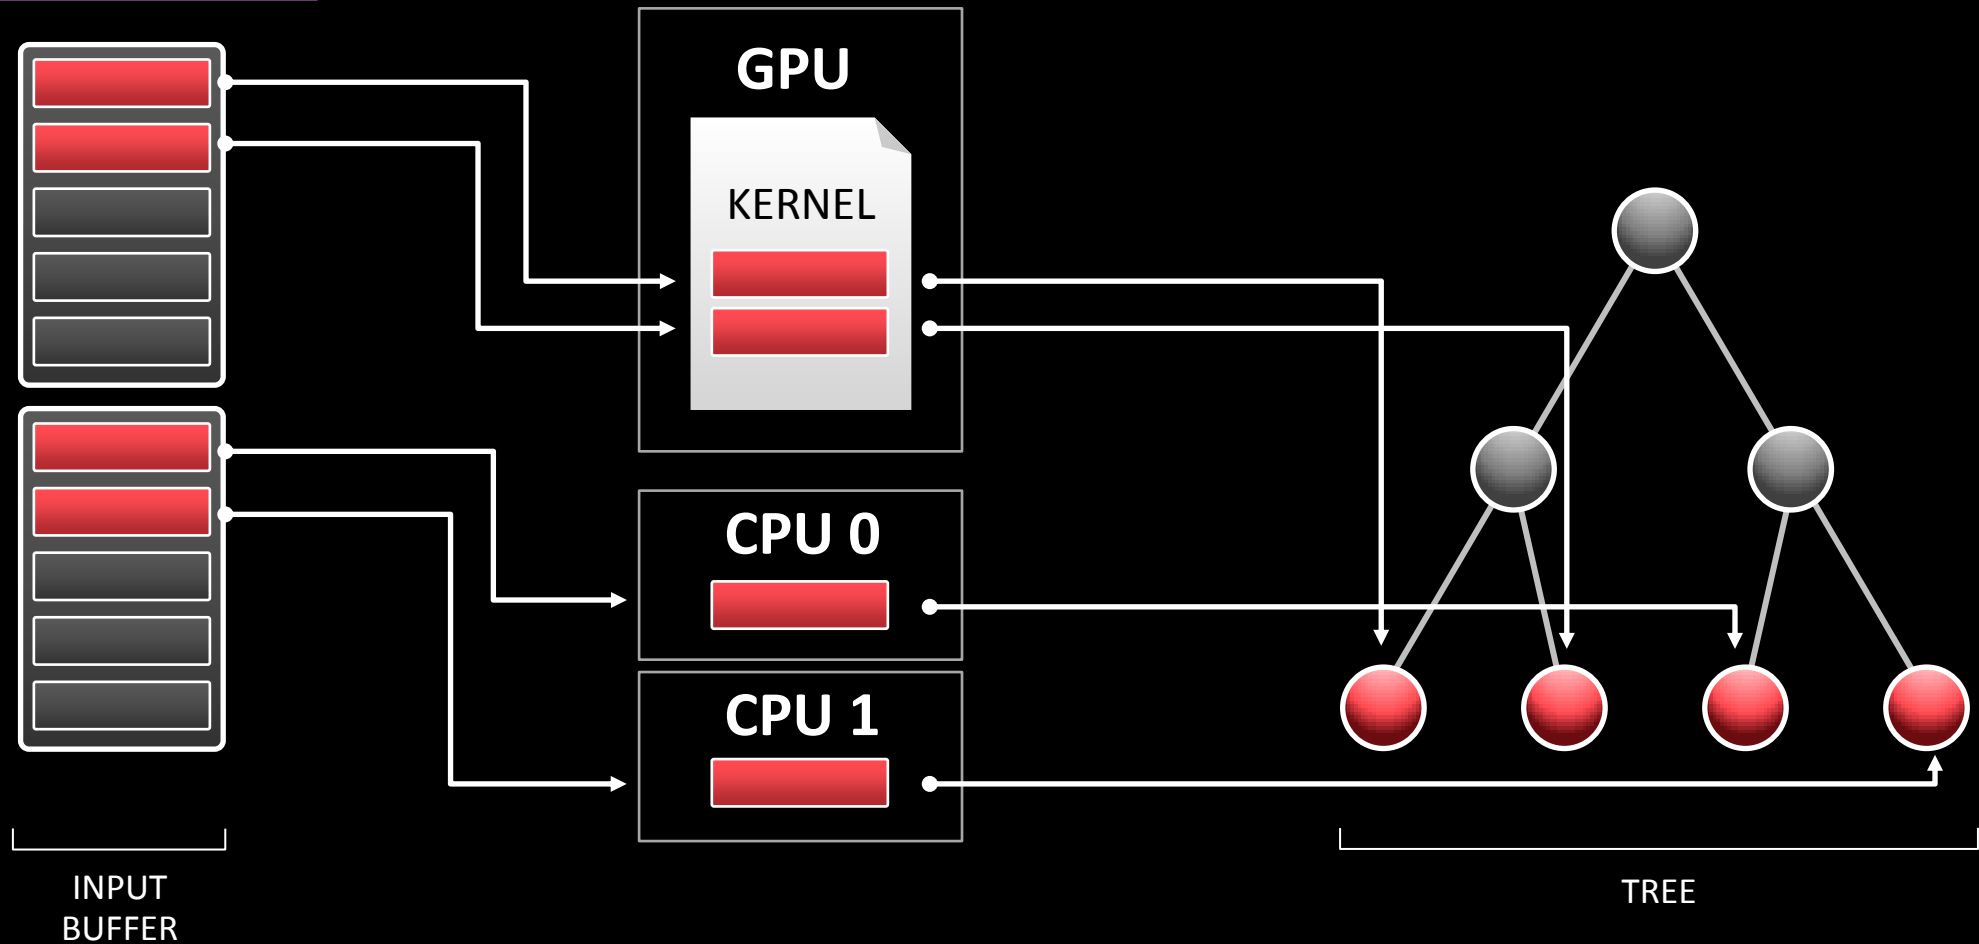 GPU
KERNEL
CPU 0
CPU 1
INPUT
BUFFER
TREE